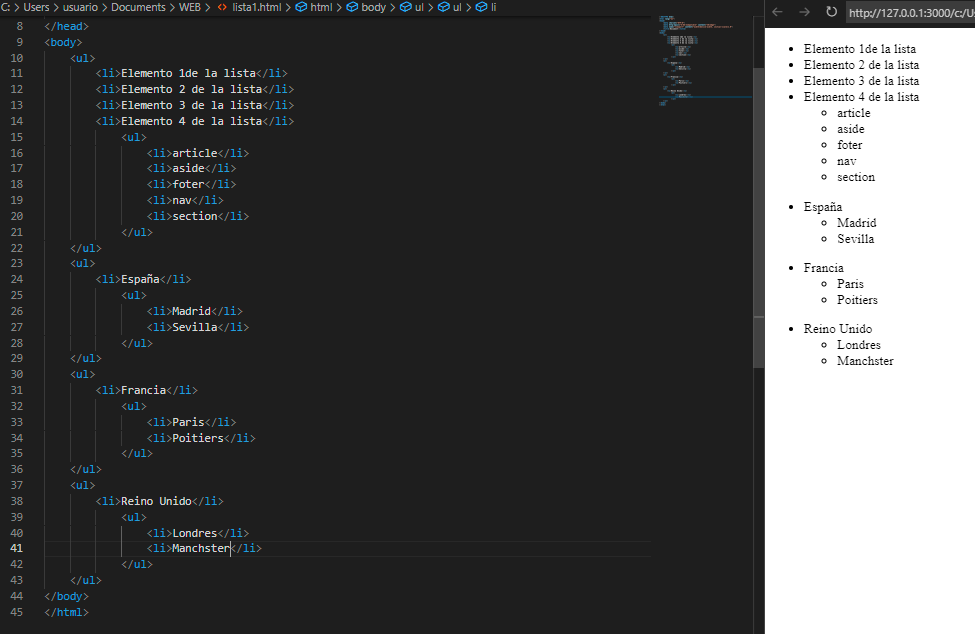 C: > Users > usuario > Documents > WEB > <> lista1.html > html > body > ul > ul > li
8 </head>
9 <body>
10 <ul>
11 <li>Elemento 1de la lista</li>
12 <li>Elemento 2 de la lista</li>
13 <li>Elemento 3 de la lista</li>
14 <li>Elemento 4 de la lista</li>
15 <ul>
16 <li>article</li>
17 <li>aside</li>
18 <li>foter</li>
19 <li>nav</li>
20 <li>section</li>
21 </ul>
22 </ul>
23 <ul>
24 <li>España</li>
25 <ul>
26 <li>Madrid</li>
27 <li>Sevilla</li>
28 </ul>
29 </ul>
30 <ul>
31 <li>Francia</li>
32 <ul>
33 <li>Paris</li>
34 <li>Poitiers</li>
35 </ul>
36 </ul>
37 <ul>
38 <li>Reino Unido</li>
39 <ul>
40 <li>Londres</li>
41 <li>Manchster</li>
42 </ul>
43 </ul>
44 </body>
45 </html>
http://127.0.0.1:3000/c:/U
• Elemento 1de la lista
• Elemento 2 de la lista
• Elemento 3 de la lista
• Elemento 4 de la lista
◦ article
◦ aside
◦ foter
◦ nav
◦ section
• España
◦ Madrid
◦ Sevilla
• Francia
◦ Paris
◦ Poitiers
• Reino Unido
◦ Londres
◦ Manchster